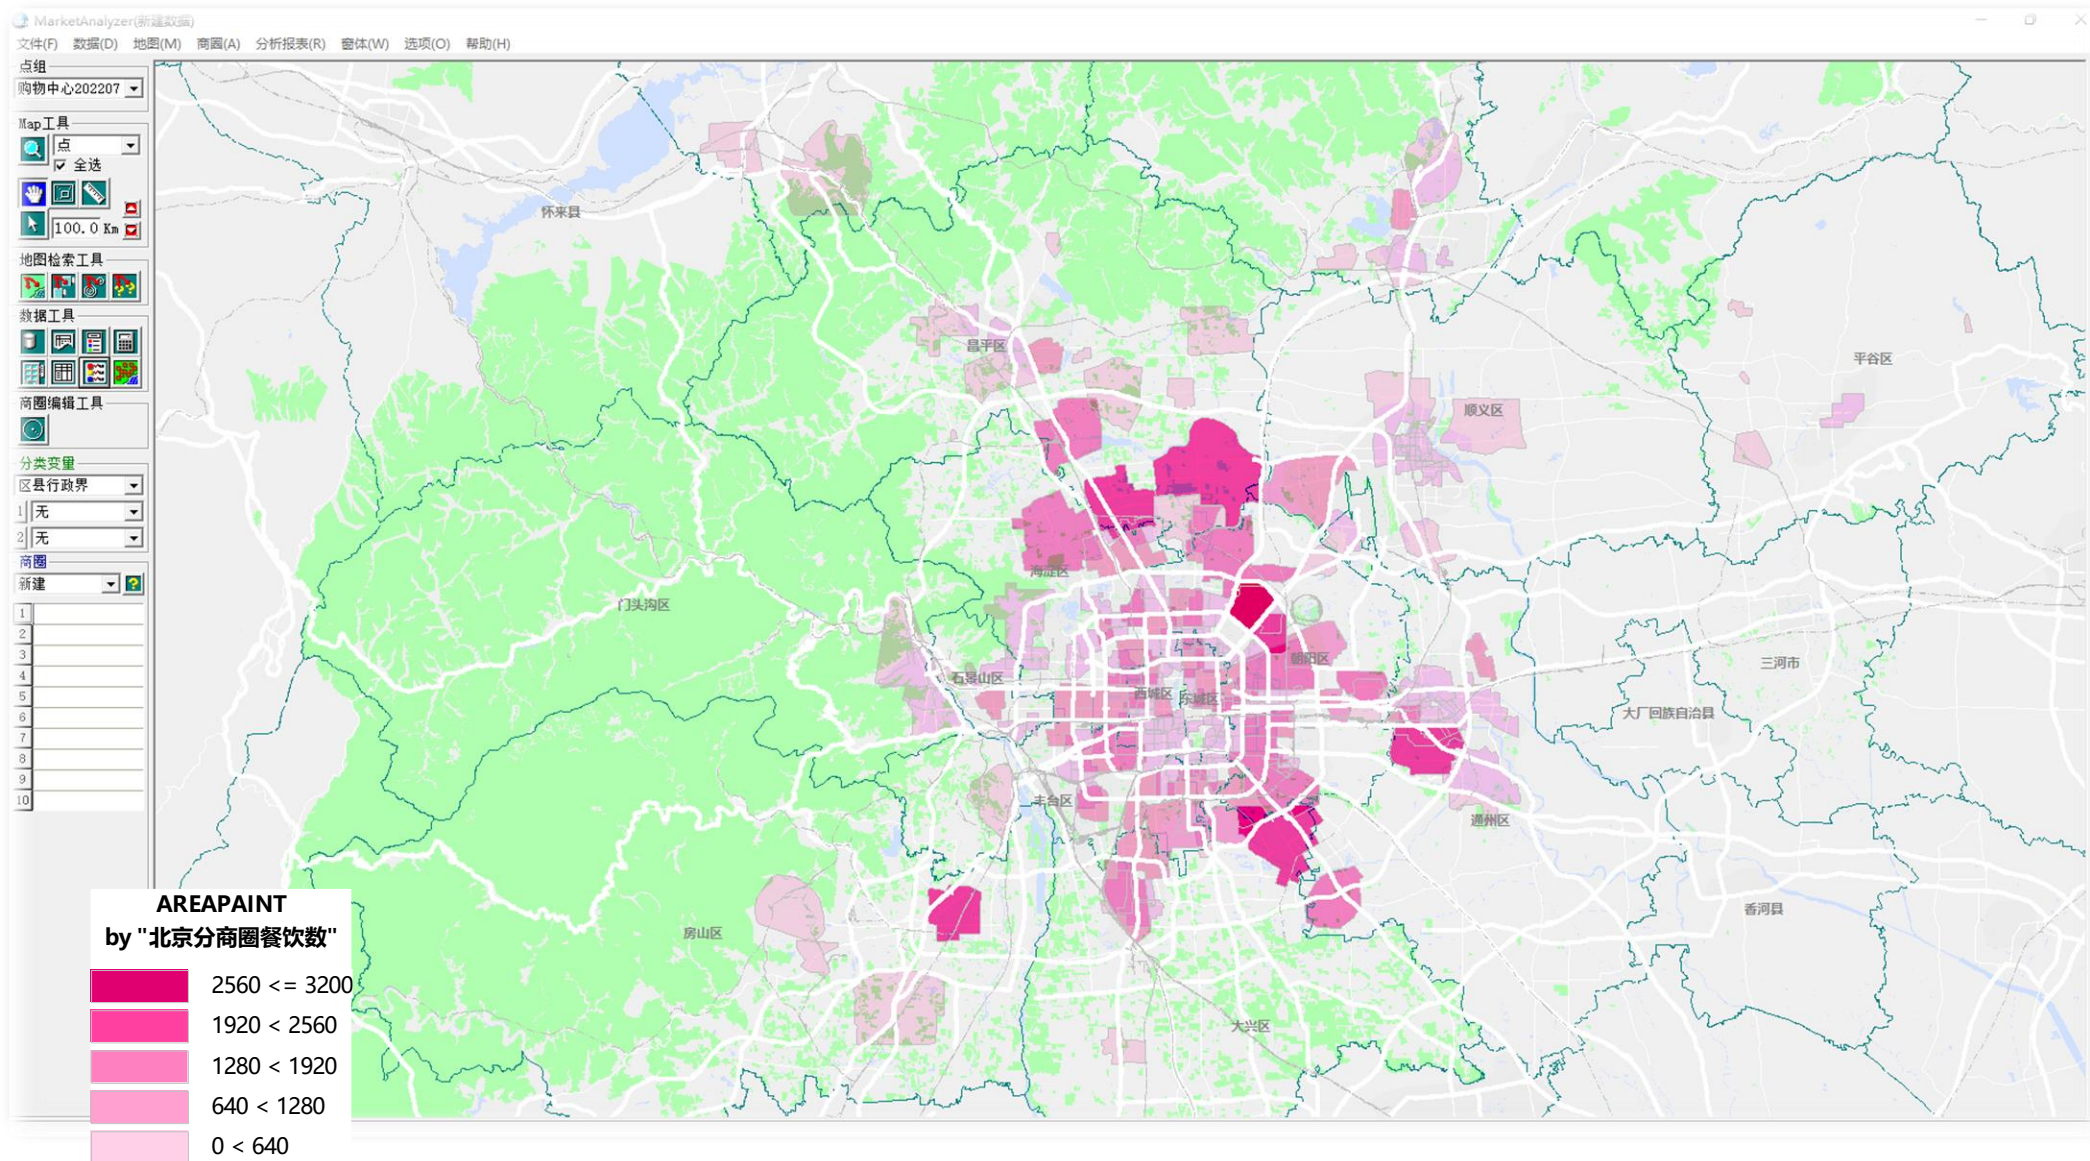 MarketAnalyzer(新建数据)
文件(F) 数据(D) 地图(M) 商圈(A) 分析报表(R) 窗体(W) 选项(O) 帮助(H)
点组
购物中心202207
Map工具
点
全选
100.0 Km
地图检索工具
数据工具
商圈编辑工具
分类变量
区县行政界
1 无
2 无
商圈
新建
1
2
3
4
5
6
7
8
9
10
怀来县
昌平区
平谷区
顺义区
海淀区
门头沟区
朝阳区
三河市
石景山区
西城区
东城区
大厂回族自治县
丰台区
通州区
香河县
房山区
大兴区
AREAPAINT
by "北京分商圈餐饮数"
2560 <= 3200
1920 < 2560
1280 < 1920
640 < 1280
0 < 640